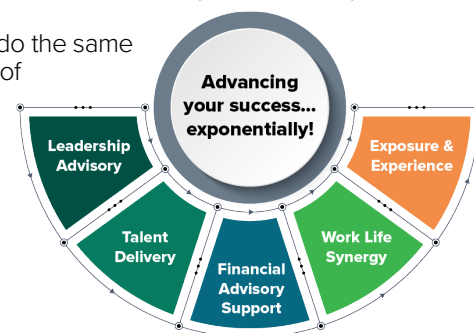 do the same
of
Advancing
your success...
exponentially!
Leadership
Advisory
Talent
Delivery
Financial
Advisory
Support
Work Life
Synergy
Exposure &
Experience